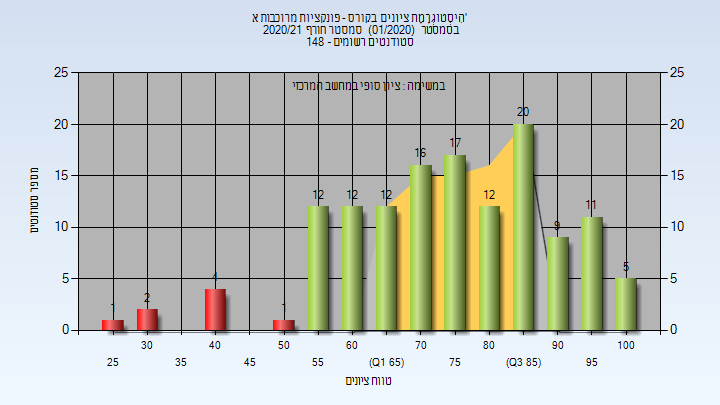 הִיסְטוֹגְרָמַת ציונים בקורס - פונקציות מרוכבות א'
בסמסטר (01/2020) סמסטר חורף 2020/21
סטודנטים רשומים - 148
במשימה : ציון סופי במחשב המרכזי
מספר סטודנטים
25 25
20 20
15 15
10 10
5 5
0 0
1 2 4 1 12 12 12 16 17 12 20 9 11 5
30 40 50 60 70 80 90 100
25 35 45 55 (Q1 65) 75 (Q3 85) 95
טווח ציונים